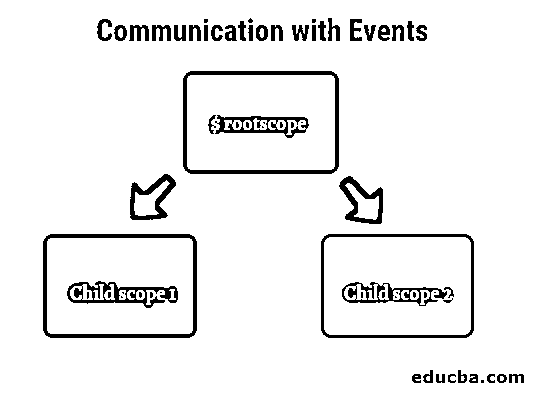 Communication with Events
$ rootscope
Child scope 1
Child scope 2
educba.com